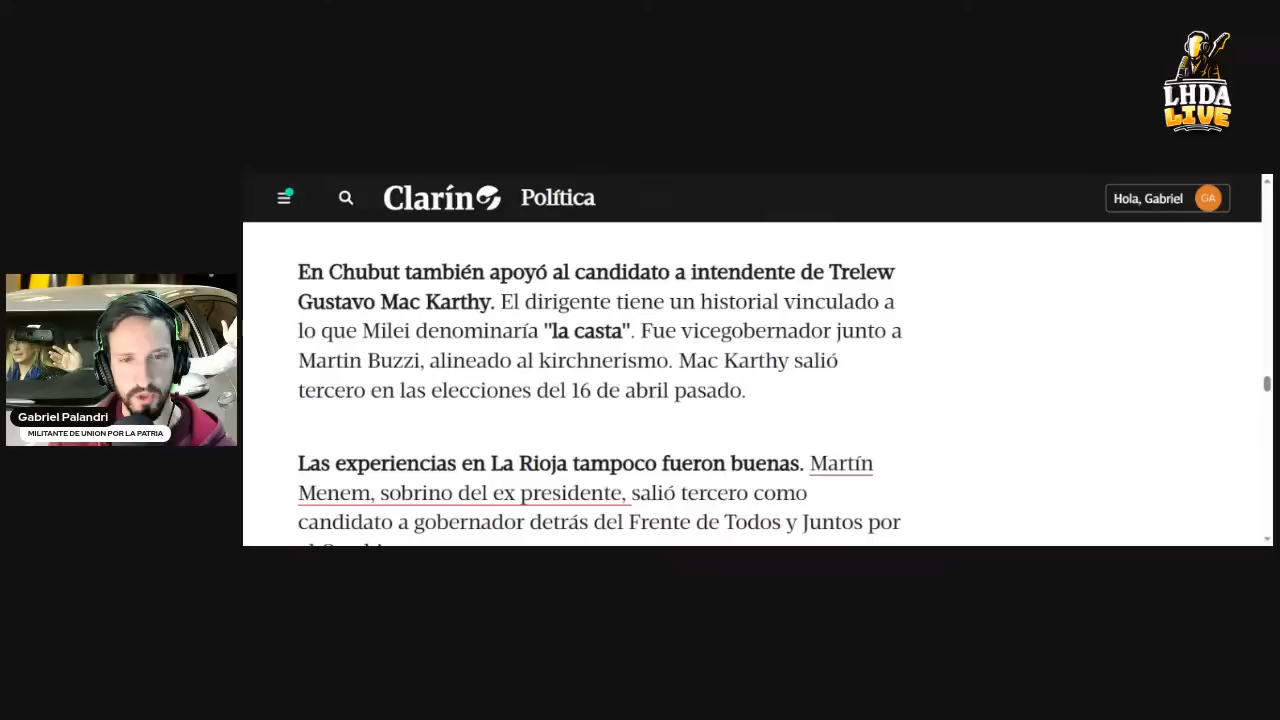 LHDA
LIVE
Clarín
Política
Hola, Gabriel
GA
En Chubut también apoyó al candidato a intendente de Trelew
Gustavo Mac Karthy. El dirigente tiene un historial vinculado a
lo que Milei denominaría "la casta". Fue vicegobernador junto a
Martin Buzzi, alineado al kirchnerismo. Mac Karthy salió
tercero en las elecciones del 16 de abril pasado.
Las experiencias en La Rioja tampoco fueron buenas. Martín
Menem, sobrino del ex presidente, salió tercero como
candidato a gobernador detrás del Frente de Todos y Juntos por
Gabriel Palandri
MILITANTE DE UNION POR LA PATRIA